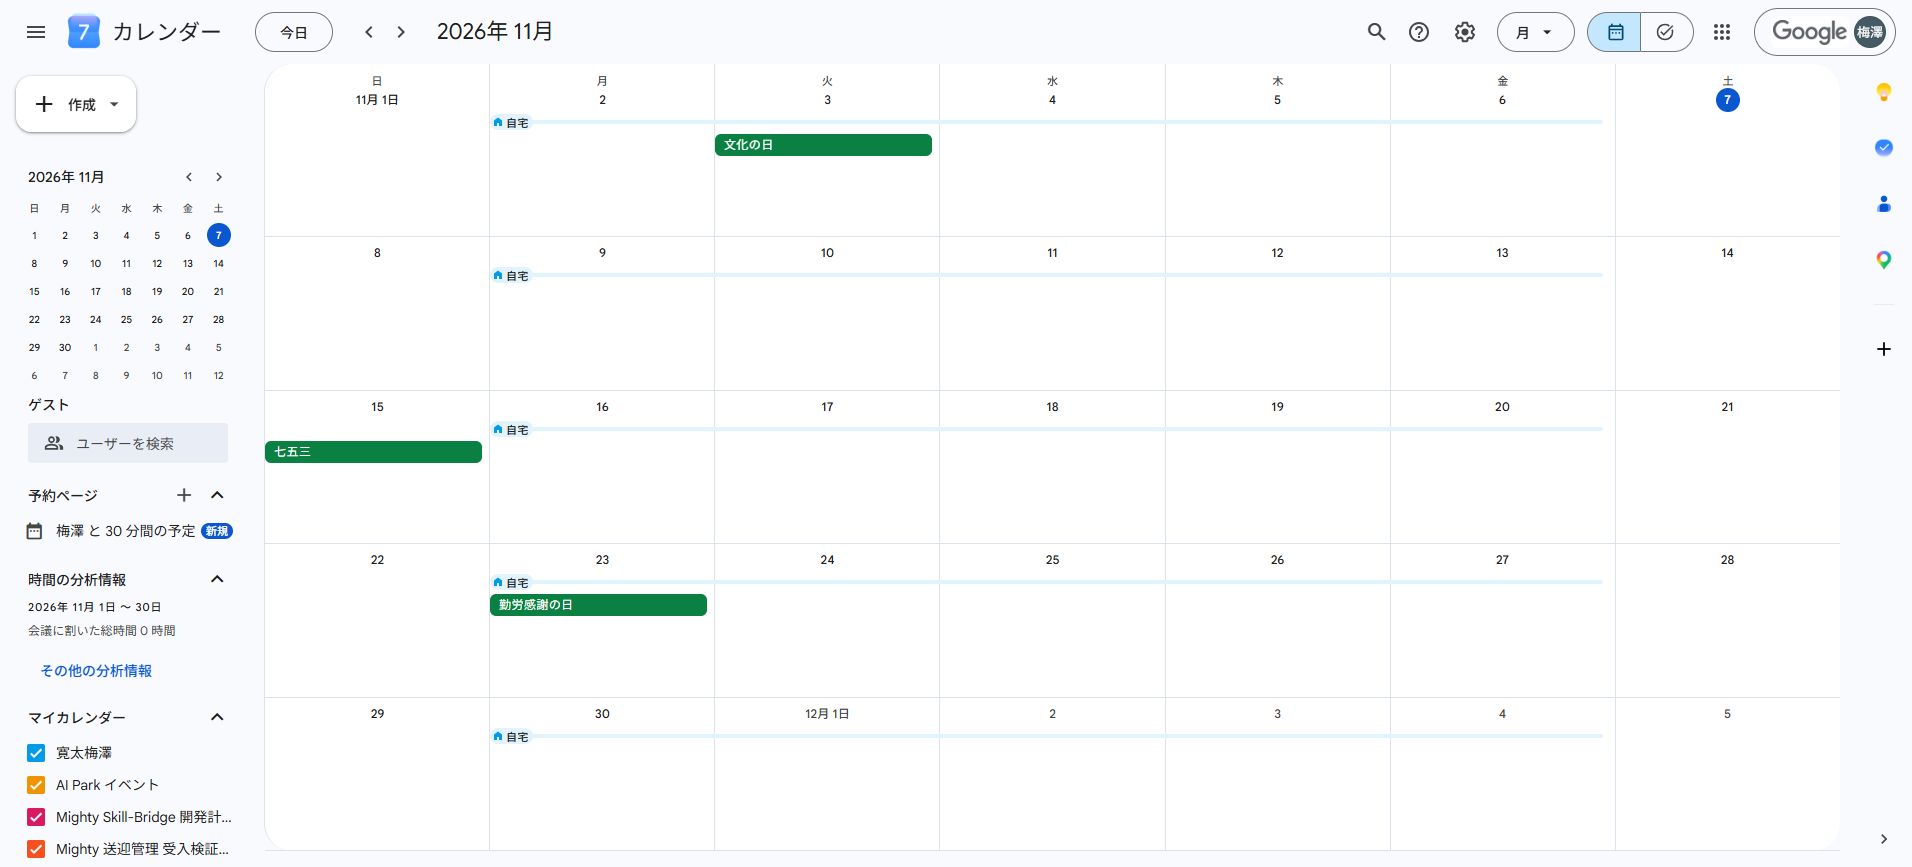 7 カレンダー 今日 2026年 11月 月 Google 梅澤
作成
2026年 11月
日 月 火 水 木 金 土
1 2 3 4 5 6 7
8 9 10 11 12 13 14
15 16 17 18 19 20 21
22 23 24 25 26 27 28
29 30 1 2 3 4 5
6 7 8 9 10 11 12
ゲスト
ユーザーを検索
予約ページ
梅澤 と 30 分間の予定 新規
時間の分析情報
2026年 11月 1日 〜 30日
会議に割いた総時間 0 時間
その他の分析情報
マイカレンダー
寛太梅澤
AI Park イベント
Mighty Skill-Bridge 開発計...
Mighty 送迎管理 受入検証...
日 月 火 水 木 金 土
11月 1日 2 3 4 5 6 7
自宅
文化の日
8 9 10 11 12 13 14
自宅
15 16 17 18 19 20 21
自宅
七五三
22 23 24 25 26 27 28
自宅
勤労感謝の日
29 30 12月 1日 2 3 4 5
自宅